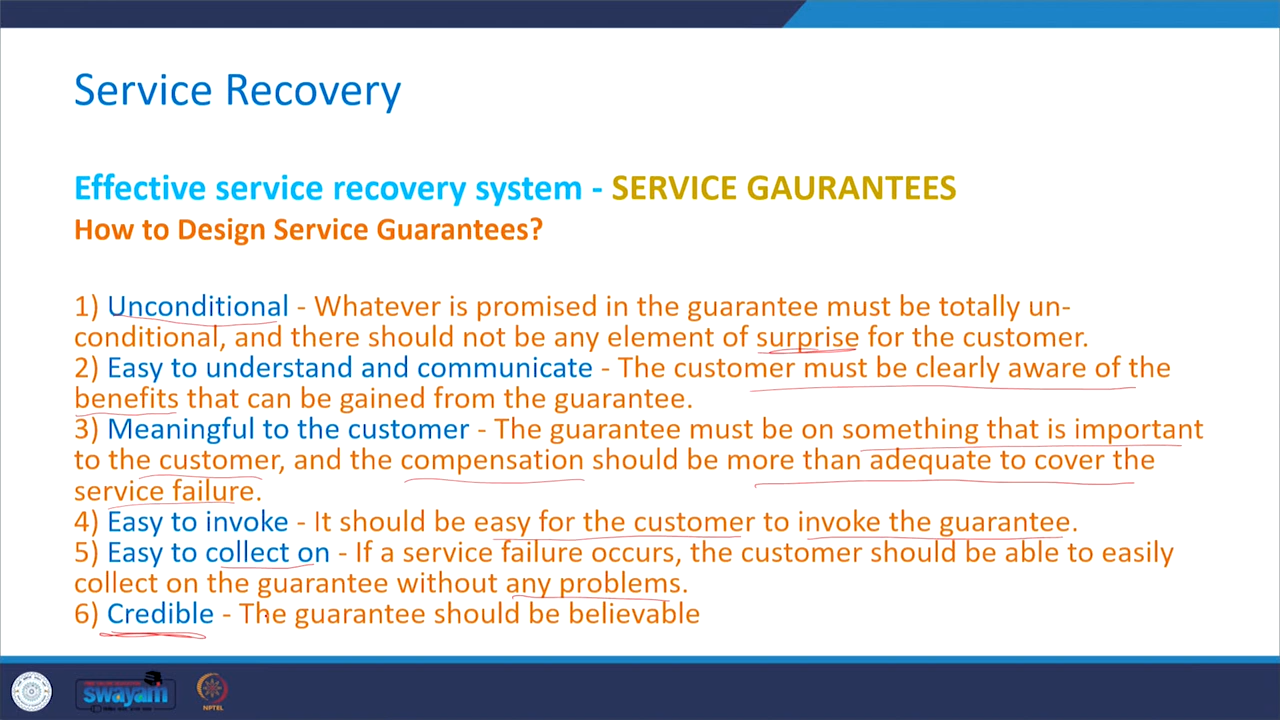 Service Recovery
Effective service recovery system - SERVICE GAURANTEES
How to Design Service Guarantees?
1) Unconditional - Whatever is promised in the guarantee must be totally un-
conditional, and there should not be any element of surprise for the customer.
2) Easy to understand and communicate - The customer must be clearly aware of the
benefits that can be gained from the guarantee.
3) Meaningful to the customer - The guarantee must be on something that is important
to the customer, and the compensation should be more than adequate to cover the
service failure.
4) Easy to invoke - It should be easy for the customer to invoke the guarantee.
5) Easy to collect on - If a service failure occurs, the customer should be able to easily
collect on the guarantee without any problems.
6) Credible - The guarantee should be believable
swayam
NPTEL